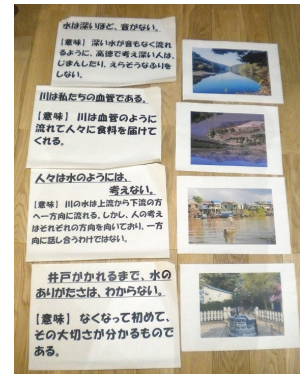 水は深いほど、音がない。
【意味】 深い水が音もなく流れ
るように、高徳で考え深い人は、
じまんしたり、えらそうなふりを
しない。
川は私たちの血管である。
【意味】 川は血管のように
流れて人々に食料を届けて
くれる。
人々は水のようには、
考えない。
【意味】 川の水は上流から下流の方
へ一方向に流れる。しかし、人の考え
はそれぞれの方向を向いており、一方
向に話し合うわけではない。
井戸がかれるまで、水の
ありがたさは、わからない。
【意味】 なくなって初めて、
その大切さが分かるもので
ある。